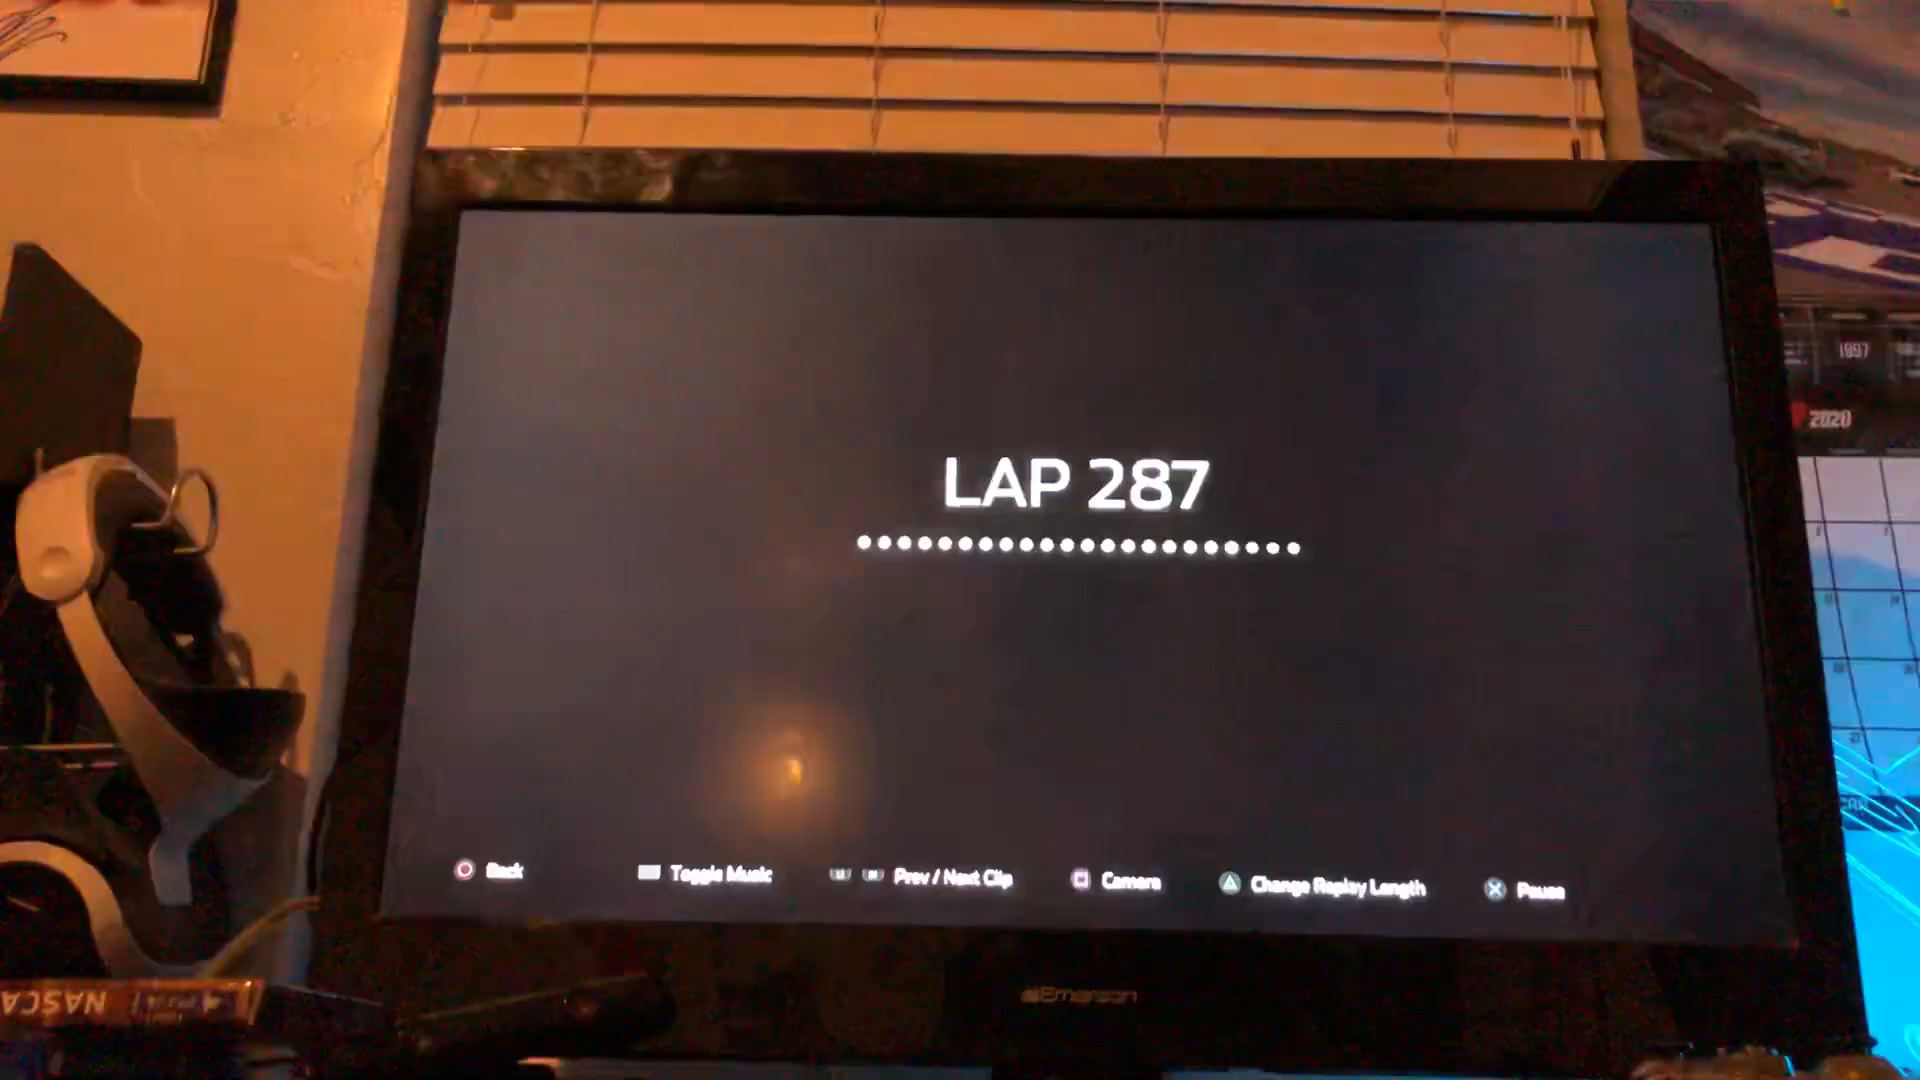 1997
2020
LAP 287
Back
Toggle Music
Prev / Next Clip
Camera
Change Replay Length
Pause
Emerson
NASCA